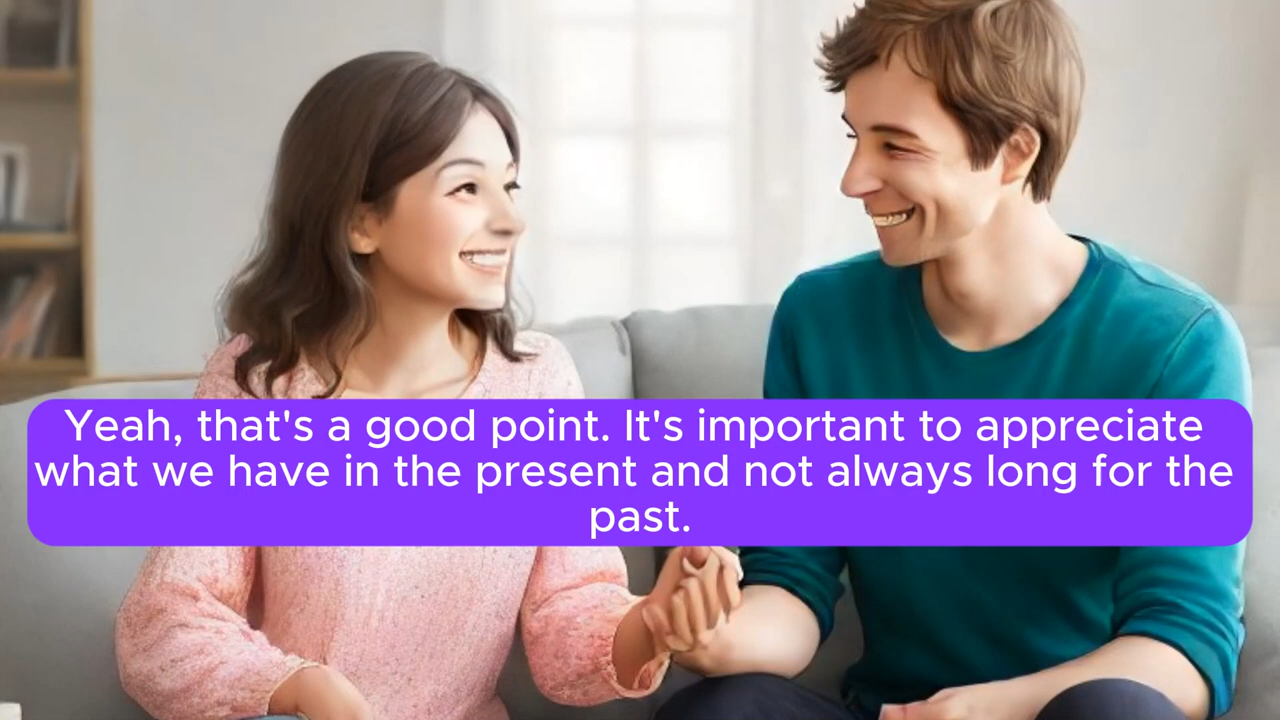 Yeah, that's a good point. It's important to appreciate
what we have in the present and not always long for the
past.